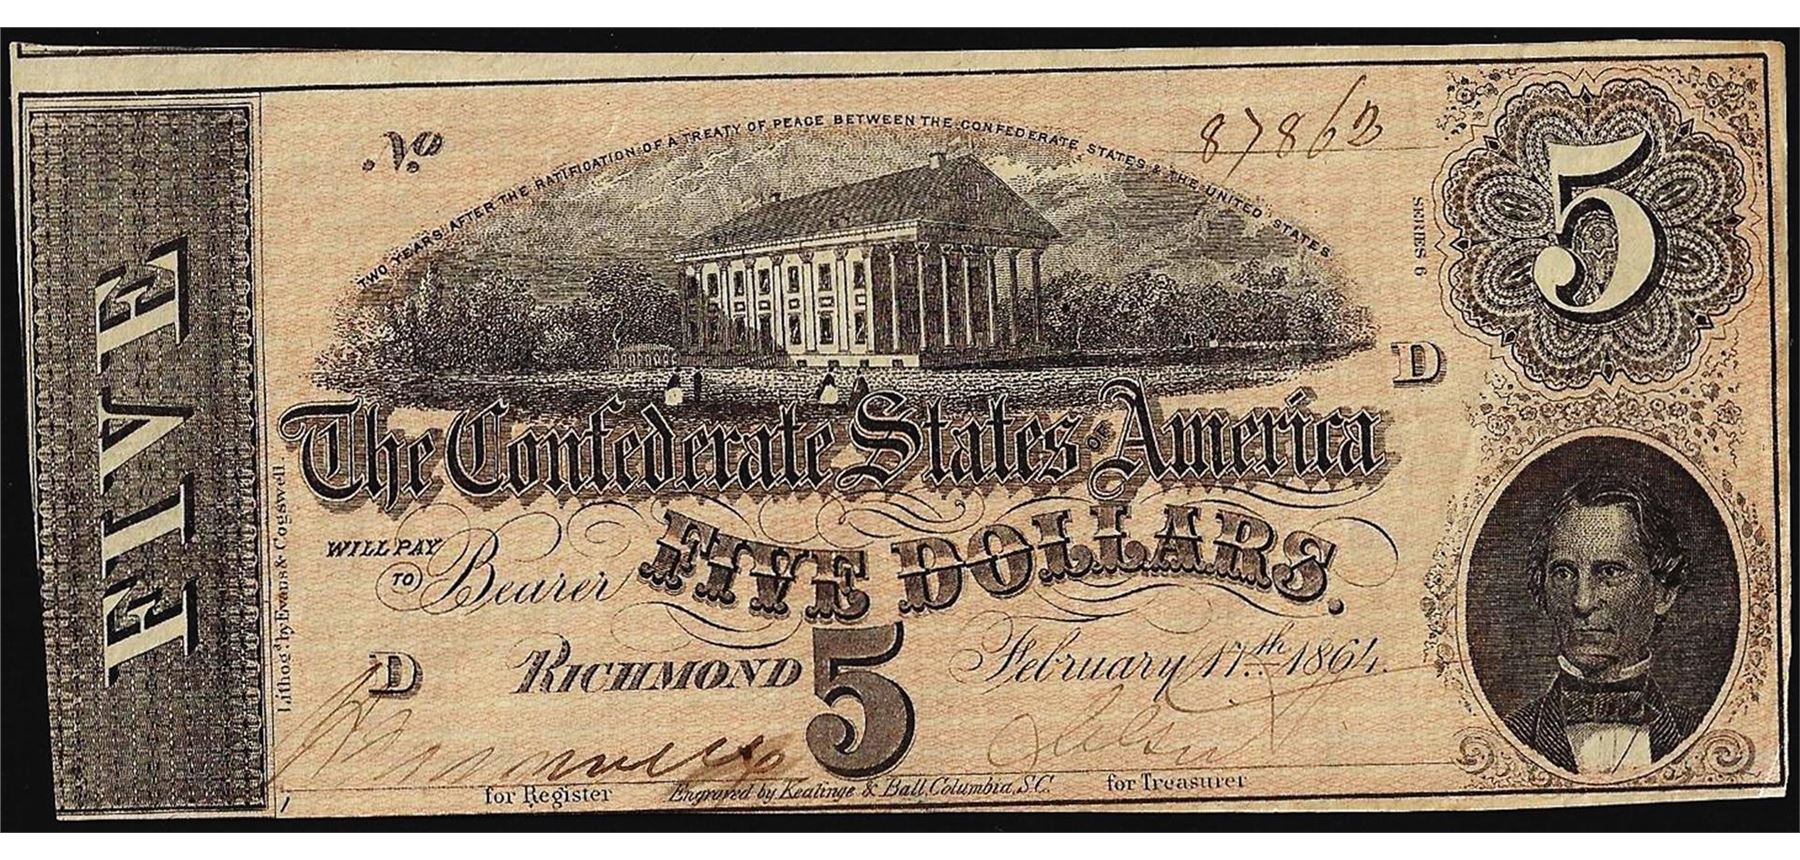 FIVE
No
87863
TWO YEARS AFTER THE RATIFICATION OF A TREATY OF PEACE BETWEEN THE CONFEDERATE STATES & THE UNITED STATES
SERIES 6
5
D
The Confederate States OF America
WILL PAY
TO Bearer FIVE DOLLARS.
D RICHMOND 5 February 17th 1864.
for Register
Engraved by Keatinge & Ball, Columbia, S.C.
for Treasurer
Lithog'd by Evans & Cogswell
1